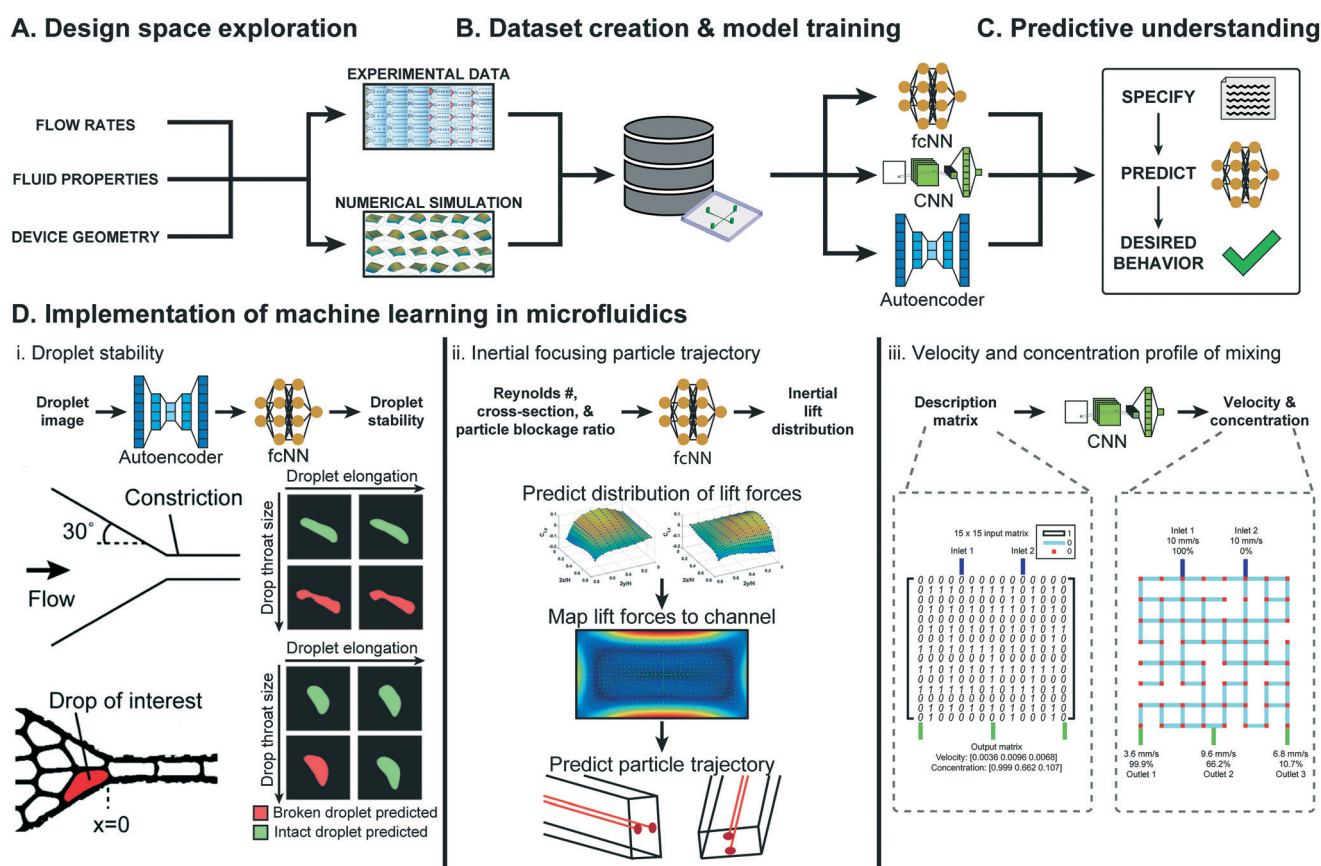 A. Design space exploration
B. Dataset creation & model training
C. Predictive understanding
FLOW RATES
FLUID PROPERTIES
DEVICE GEOMETRY
EXPERIMENTAL DATA
NUMERICAL SIMULATION
fcNN
CNN
Autoencoder
SPECIFY
PREDICT
DESIRED
BEHAVIOR
D. Implementation of machine learning in microfluidics
i. Droplet stability
Droplet
image
Autoencoder
fcNN
Droplet
stability
30°
Constriction
Flow
Droplet elongation
Drop throat size
Droplet elongation
Drop throat size
Drop of interest
x=0
Broken droplet predicted
Intact droplet predicted
ii. Inertial focusing particle trajectory
Reynolds #,
cross-section, &
particle blockage ratio
fcNN
Inertial
lift
distribution
Predict distribution of lift forces
2z/H
2y/H
2z/H
2y/H
Map lift forces to channel
Predict particle trajectory
iii. Velocity and concentration profile of mixing
Description
matrix
CNN
Velocity &
concentration
15 x 15 input matrix
1
0
0
Inlet 1
Inlet 2
Output matrix
Velocity: [0.0036 0.0096 0.0068]
Concentration: [0.999 0.662 0.107]
Inlet 1
10 mm/s
100%
Inlet 2
10 mm/s
0%
3.6 mm/s
99.9%
Outlet 1
9.6 mm/s
66.2%
Outlet 2
6.8 mm/s
10.7%
Outlet 3